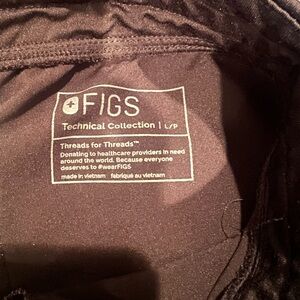 FIGS
Technical Collection | L/P
Threads for Threads™
Donating to healthcare providers in need
around the world. Because everyone
deserves to #wearFIGS
made in vietnam fabriqué au vietnam